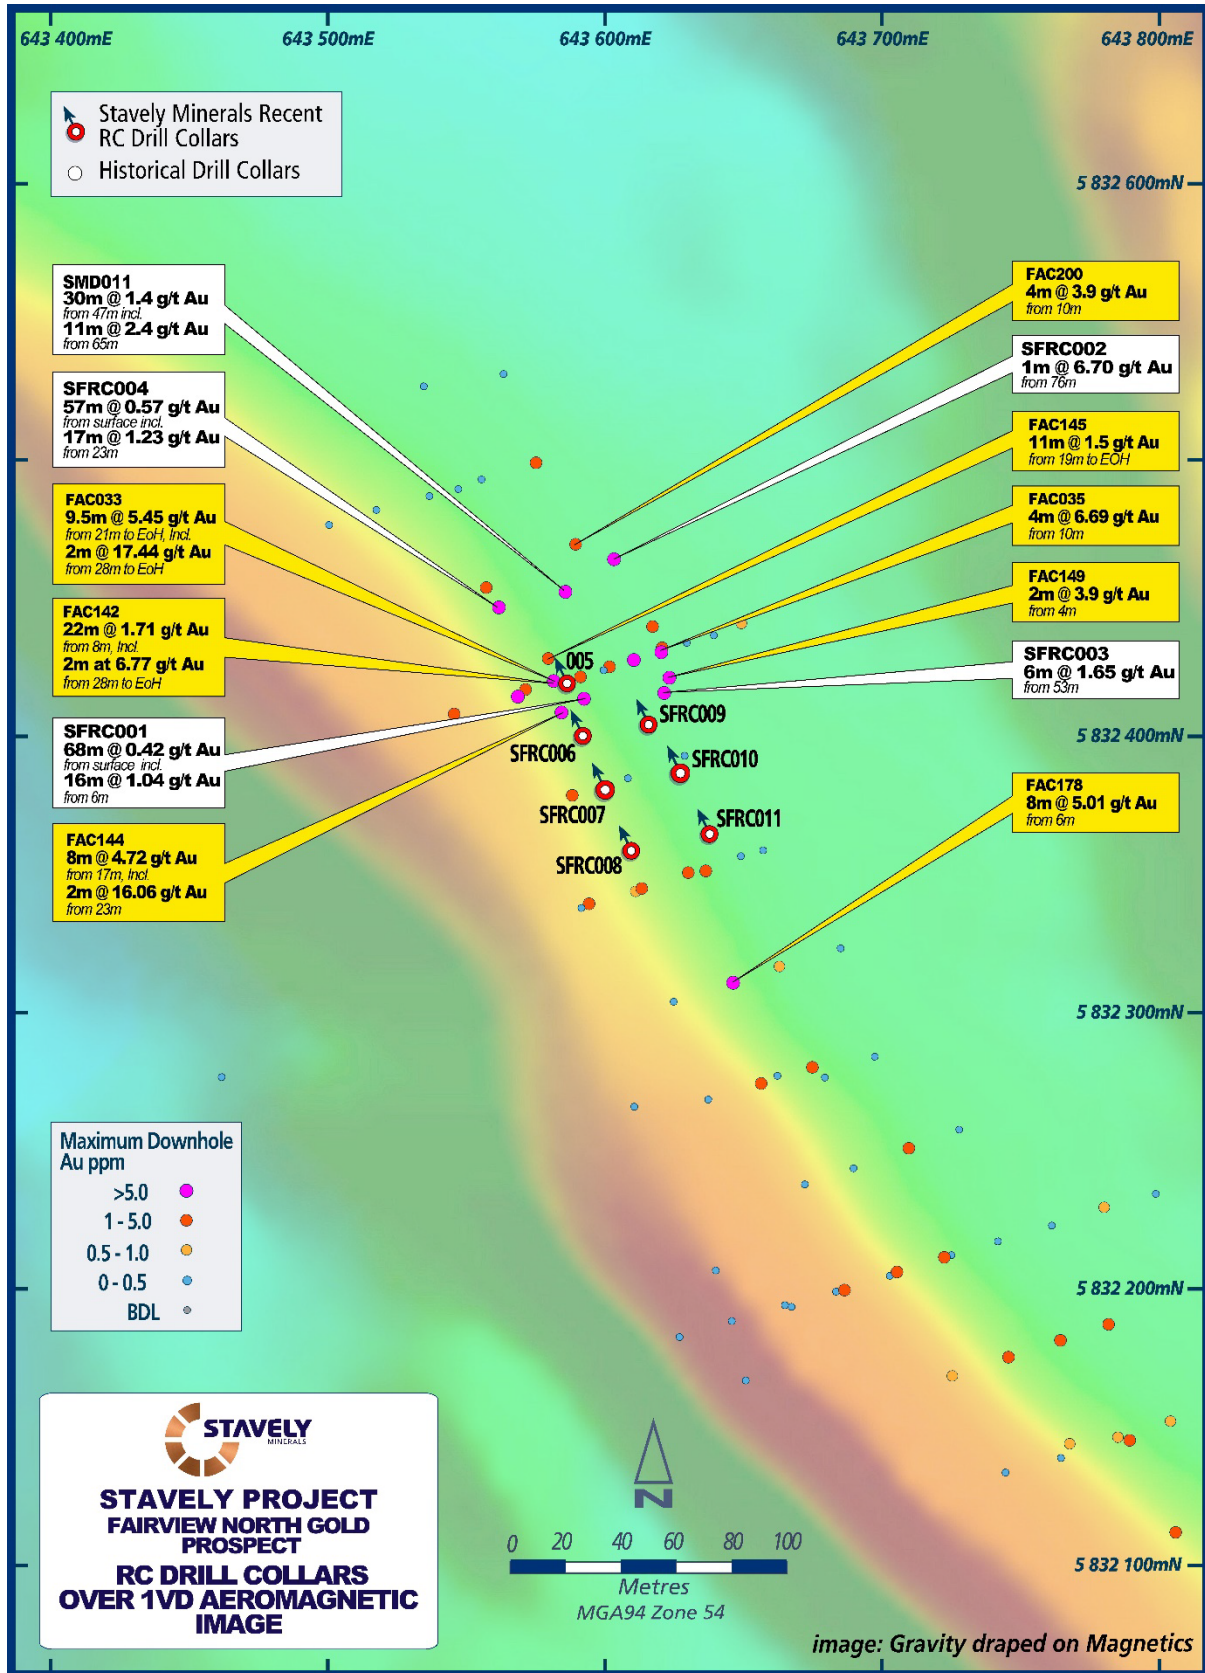 643 400mE
643 500mE
643 600mE
643 700mE
643 800mE
Stavely Minerals Recent
RC Drill Collars
Historical Drill Collars
5 832 600mN
SMD011
30m @ 1.4 g/t Au
from 47m incl.
11m @ 2.4 g/t Au
from 65m
SFRC004
57m @ 0.57 g/t Au
from surface incl.
17m @ 1.23 g/t Au
from 23m
FAC033
9.5m @ 5.45 g/t Au
from 21m to EoH, Incl.
2m @ 17.44 g/t Au
from 28m to EoH
FAC142
22m @ 1.71 g/t Au
from 8m, Incl.
2m at 6.77 g/t Au
from 28m to EoH
SFRC001
68m @ 0.42 g/t Au
from surface incl.
16m @ 1.04 g/t Au
from 6m
FAC144
8m @ 4.72 g/t Au
from 17m, Incl.
2m @ 16.06 g/t Au
from 23m
FAC200
4m @ 3.9 g/t Au
from 10m
SFRC002
1m @ 6.70 g/t Au
from 76m
FAC145
11m @ 1.5 g/t Au
from 19m to EOH
FAC035
4m @ 6.69 g/t Au
from 10m
FAC149
2m @ 3.9 g/t Au
from 4m
SFRC003
6m @ 1.65 g/t Au
from 53m
5 832 400mN
FAC178
8m @ 5.01 g/t Au
from 6m
005
SFRC009
SFRC006
SFRC010
SFRC007
SFRC011
SFRC008
5 832 300mN
Maximum Downhole
Au ppm
>5.0
1 - 5.0
0.5 - 1.0
0 - 0.5
BDL
5 832 200mN
STAVELY
MINERALS
STAVELY PROJECT
FAIRVIEW NORTH GOLD
PROSPECT
RC DRILL COLLARS
OVER 1VD AEROMAGNETIC
IMAGE
N
0 20 40 60 80 100
Metres
MGA94 Zone 54
5 832 100mN
image: Gravity draped on Magnetics